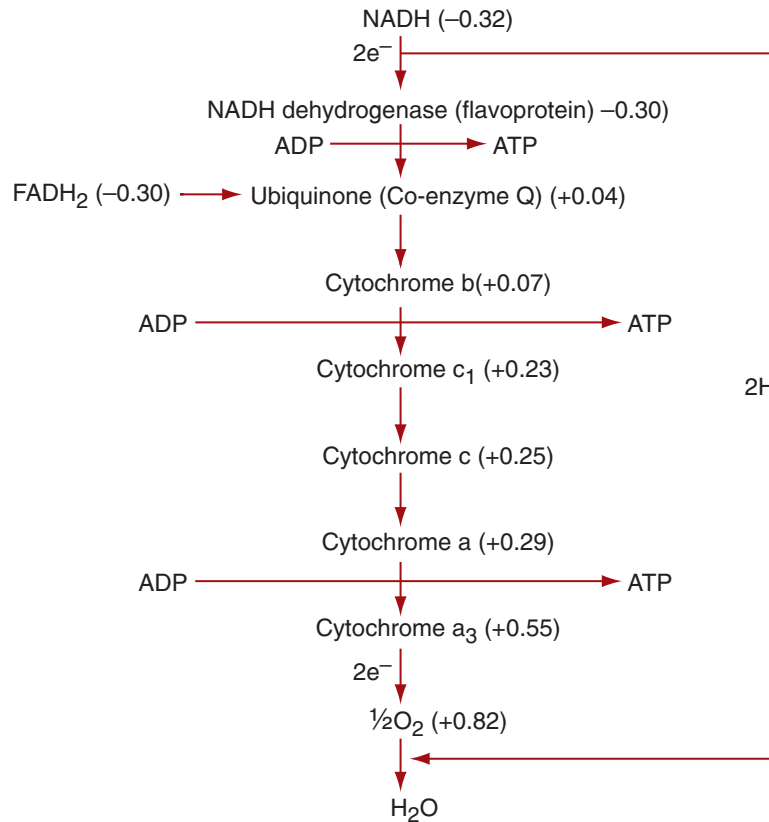 NADH (–0.32)
2e–
NADH dehydrogenase (flavoprotein) –0.30)
ADP ATP
FADH2 (–0.30) Ubiquinone (Co-enzyme Q) (+0.04)
Cytochrome b(+0.07)
ADP ATP
Cytochrome c1 (+0.23)
2H
Cytochrome c (+0.25)
Cytochrome a (+0.29)
ADP ATP
Cytochrome a3 (+0.55)
2e–
½O2 (+0.82)
H2O